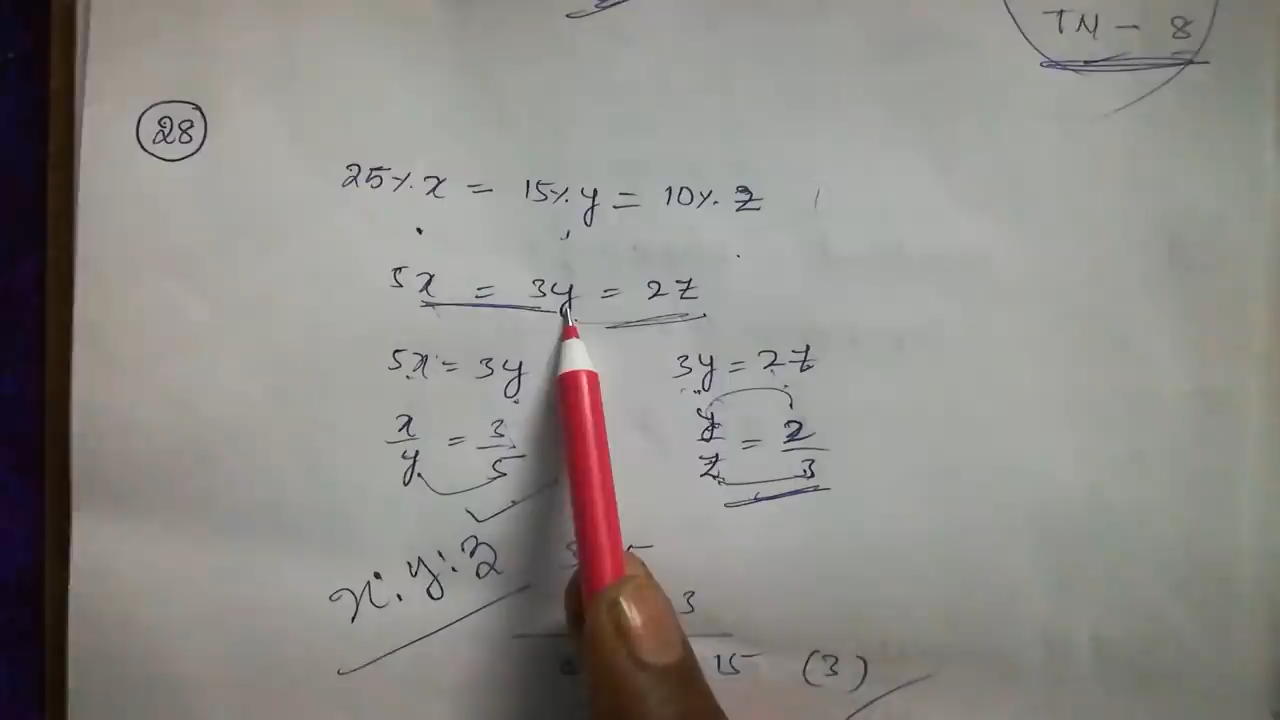 TM - 8
28
25%. x = 15%. y = 10%. z
5x = 3y = 2z
5x = 3y 3y = 2z
x/y = 3/5 y/z = 2/3
x : y : z
3
15 (3)